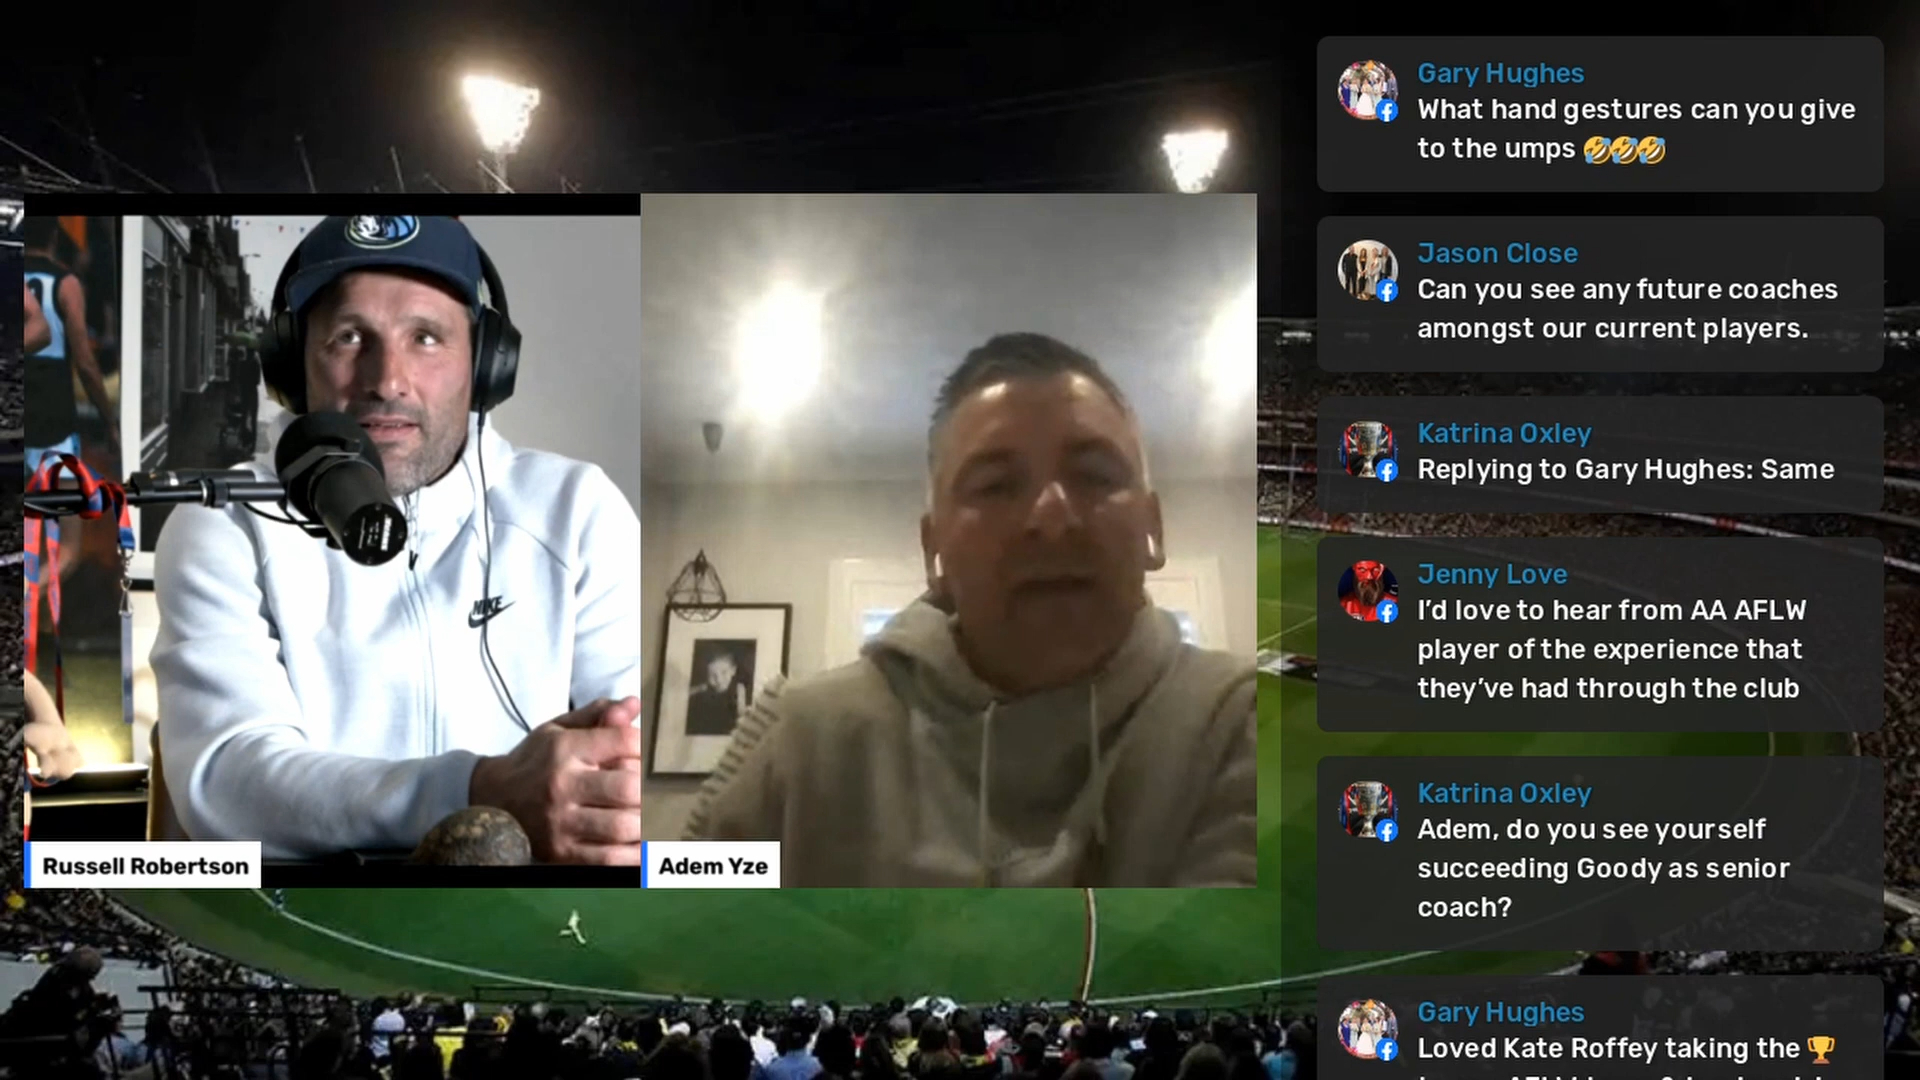 Gary Hughes
What hand gestures can you give
to the umps 🤣🤣🤣
Jason Close
Can you see any future coaches
amongst our current players.
Katrina Oxley
Replying to Gary Hughes: Same
Jenny Love
I'd love to hear from AA AFLW
player of the experience that
they've had through the club
Katrina Oxley
Adem, do you see yourself
succeeding Goody as senior
coach?
Gary Hughes
Loved Kate Roffey taking the 🏆
NIKE
Russell Robertson
Adem Yze